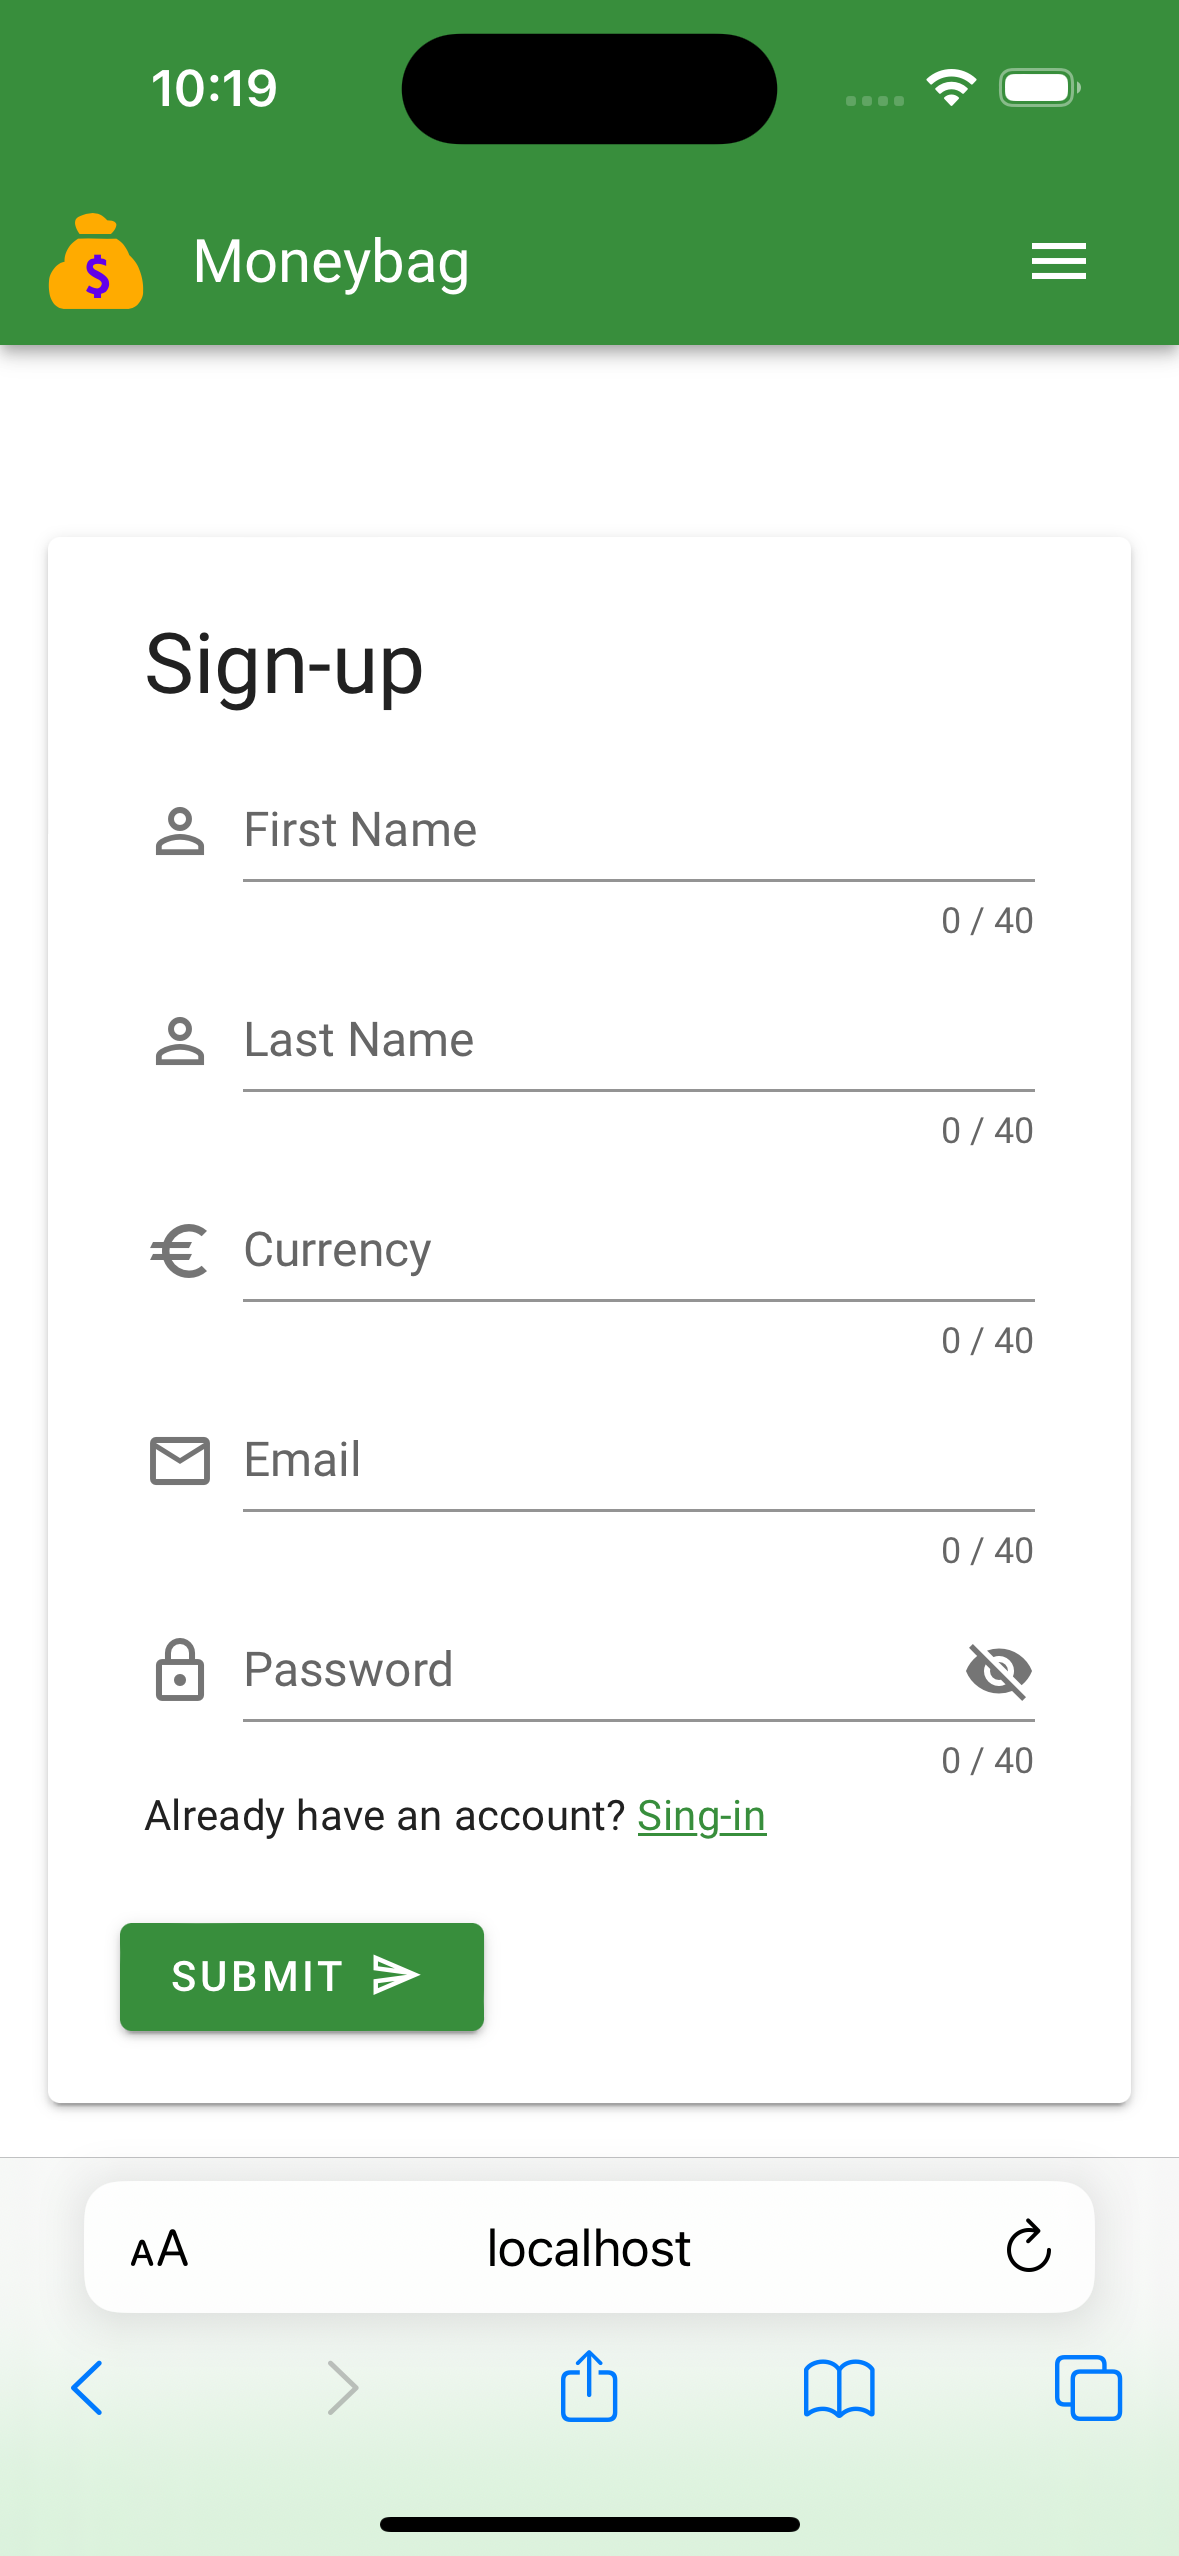 10:19
$ Moneybag
Sign-up
First Name
0 / 40
Last Name
0 / 40
€ Currency
0 / 40
Email
0 / 40
Password
0 / 40
Already have an account? Sing-in
SUBMIT
AA localhost